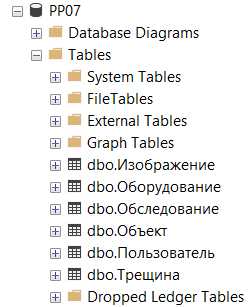 PP07
Database Diagrams
Tables
System Tables
FileTables
External Tables
Graph Tables
dbo.Изображение
dbo.Оборудование
dbo.Обследование
dbo.Объект
dbo.Пользователь
dbo.Трещина
Dropped Ledger Tables